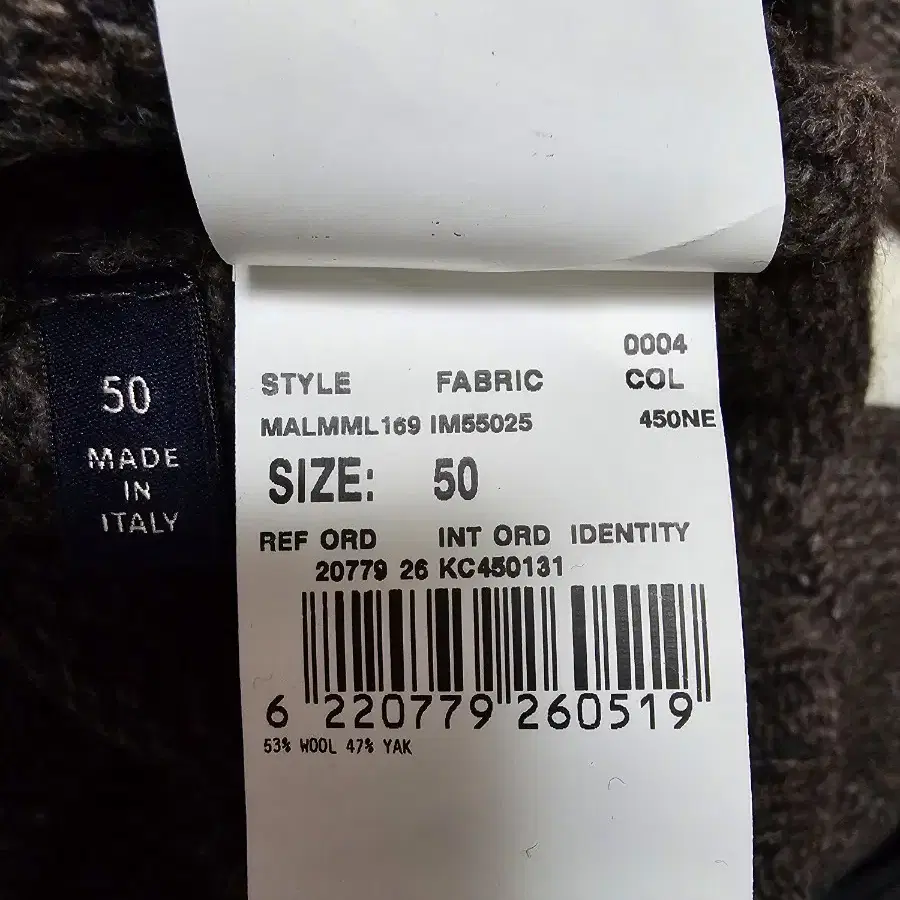 50
MADE
IN
ITALY
0004
STYLE FABRIC COL
MALMML169 IM55025 450NE
SIZE: 50
REF ORD INT ORD IDENTITY
20779 26 KC450131
6 220779 260519
53% WOOL 47% YAK